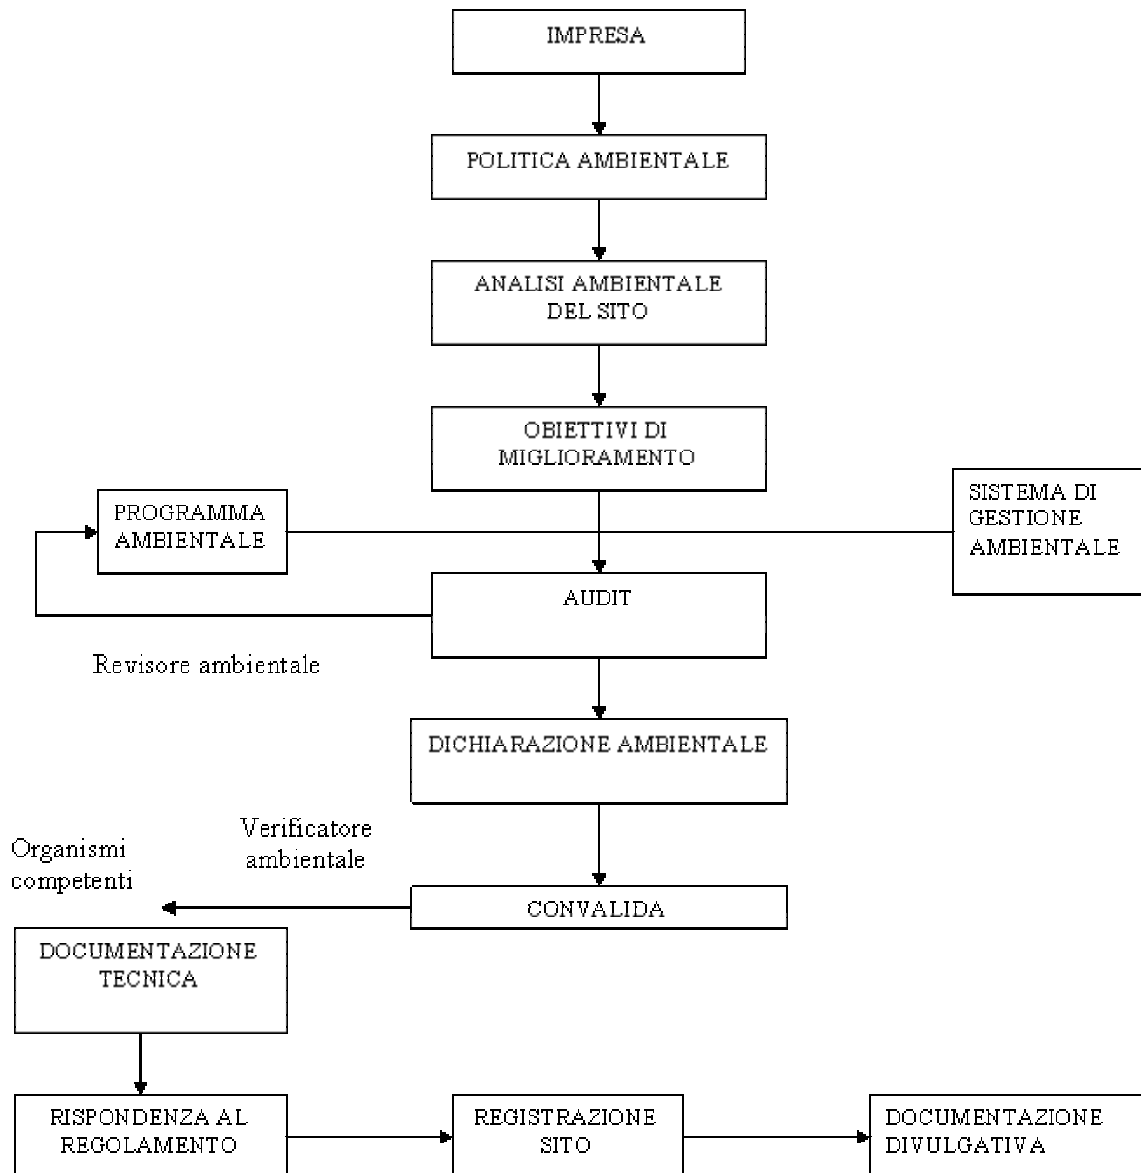 IMPRESA
POLITICA AMBIENTALE
ANALISI AMBIENTALE
DEL SITO
OBIETTIVI DI
MIGLIORAMENTO
PROGRAMMA
AMBIENTALE
SISTEMA DI
GESTIONE
AMBIENTALE
AUDIT
Revisore ambientale
DICHIARAZIONE AMBIENTALE
Verificatore
ambientale
Organismi
competenti
CONVALIDA
DOCUMENTAZIONE
TECNICA
RISPONDENZA AL
REGOLAMENTO
REGISTRAZIONE
SITO
DOCUMENTAZIONE
DIVULGATIVA